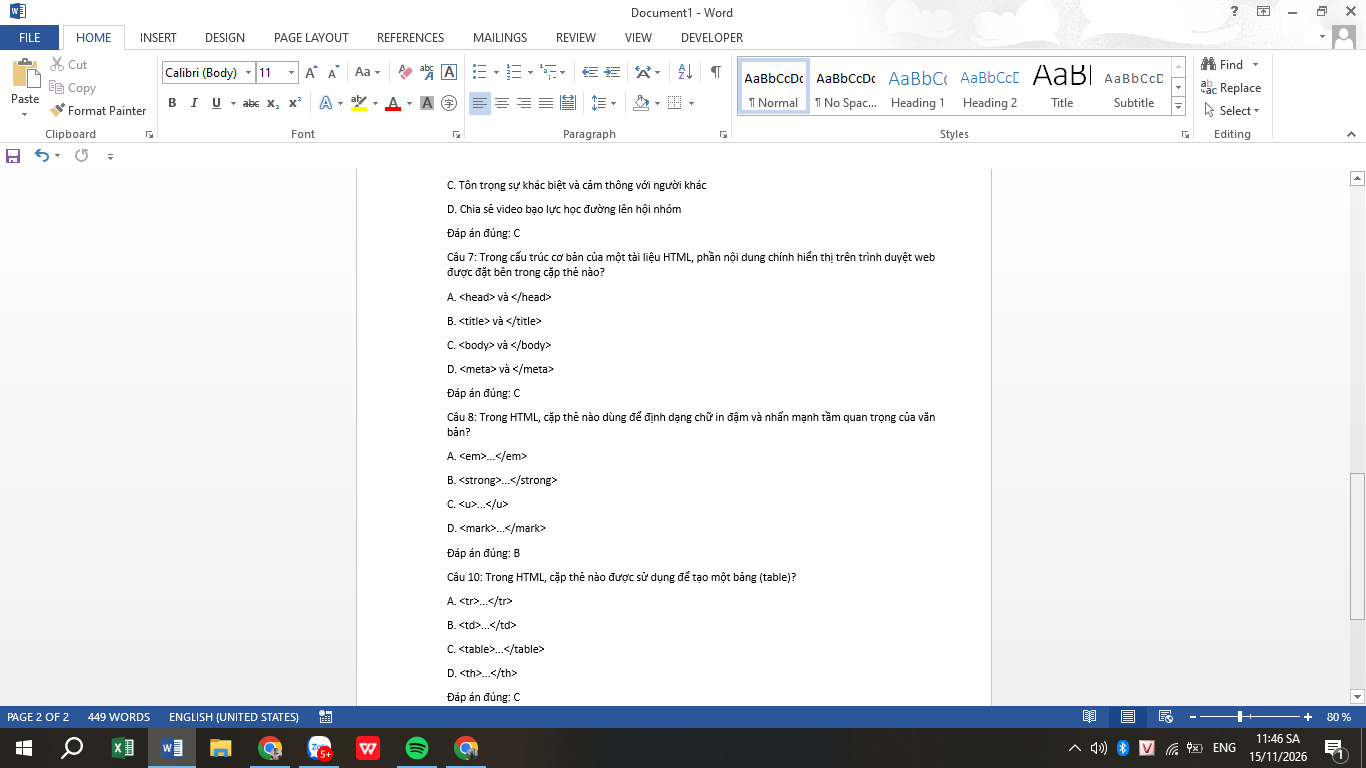 Document1 - Word
FILE HOME INSERT DESIGN PAGE LAYOUT REFERENCES MAILINGS REVIEW VIEW DEVELOPER
Paste
Cut
Copy
Format Painter
Clipboard
Calibri (Body) 11
Font
Paragraph
AaBbCcDc AaBbCcDc AaBbCc AaBbCcD AaBl AaBbCcD
¶ Normal ¶ No Spac... Heading 1 Heading 2 Title Subtitle
Styles
Find
Replace
Select
Editing
C. Tôn trọng sự khác biệt và cảm thông với người khác
D. Chia sẻ video bạo lực học đường lên hội nhóm
Đáp án đúng: C
Câu 7: Trong cấu trúc cơ bản của một tài liệu HTML, phần nội dung chính hiển thị trên trình duyệt web
được đặt bên trong cặp thẻ nào?
A. <head> và </head>
B. <title> và </title>
C. <body> và </body>
D. <meta> và </meta>
Đáp án đúng: C
Câu 8: Trong HTML, cặp thẻ nào dùng để định dạng chữ in đậm và nhấn mạnh tầm quan trọng của văn
bản?
A. <em>...</em>
B. <strong>...</strong>
C. <u>...</u>
D. <mark>...</mark>
Đáp án đúng: B
Câu 10: Trong HTML, cặp thẻ nào được sử dụng để tạo một bảng (table)?
A. <tr>...</tr>
B. <td>...</td>
C. <table>...</table>
D. <th>...</th>
Đáp án đúng: C
PAGE 2 OF 2 449 WORDS ENGLISH (UNITED STATES) 80 %
ENG
11:46 SA
15/11/2026